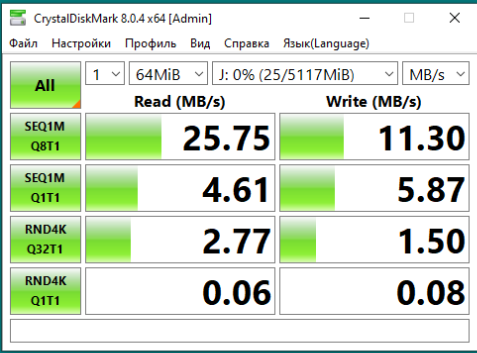 CrystalDiskMark 8.0.4 x64 [Admin]
Файл Настройки Профиль Вид Справка Язык(Language)
All 1 64MiB J: 0% (25/5117MiB) MB/s
Read (MB/s) Write (MB/s)
SEQ1M
Q8T1 25.75 11.30
SEQ1M
Q1T1 4.61 5.87
RND4K
Q32T1 2.77 1.50
RND4K
Q1T1 0.06 0.08